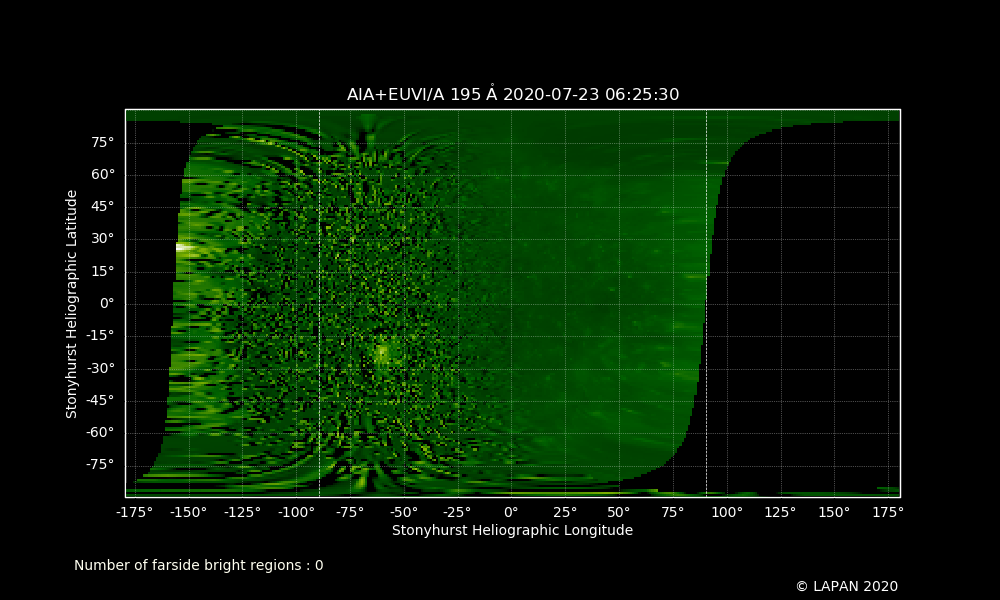 AIA+EUVI/A 195 Å 2020-07-23 06:25:30
Stonyhurst Heliographic Latitude
75°
60°
45°
30°
15°
0°
-15°
-30°
-45°
-60°
-75°
-175° -150° -125° -100° -75° -50° -25° 0° 25° 50° 75° 100° 125° 150° 175°
Stonyhurst Heliographic Longitude
Number of farside bright regions : 0
© LAPAN 2020